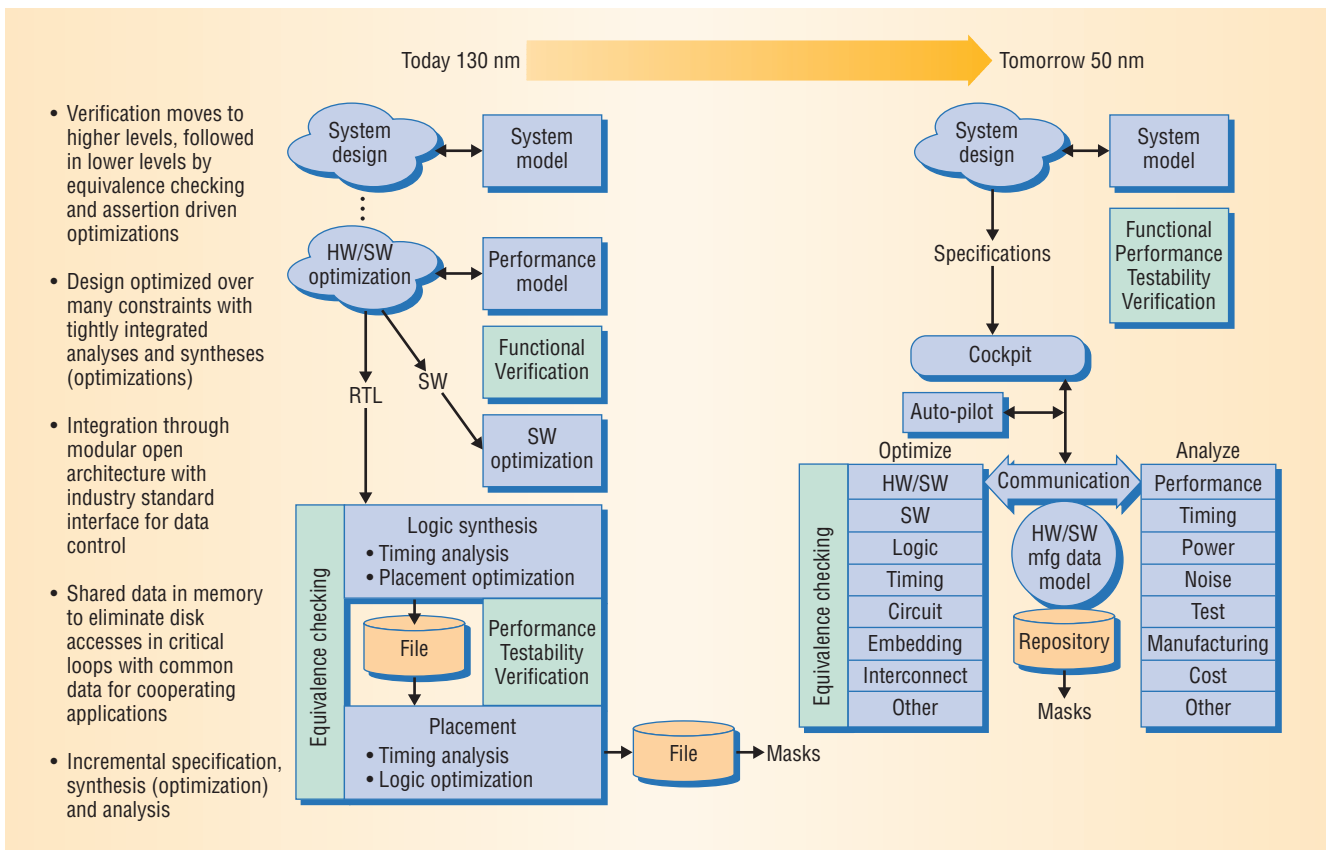 Today 130 nm
Tomorrow 50 nm
• Verification moves to
higher levels, followed
in lower levels by
equivalence checking
and assertion driven
optimizations
• Design optimized over
many constraints with
tightly integrated
analyses and syntheses
(optimizations)
• Integration through
modular open
architecture with
industry standard
interface for data
control
• Shared data in memory
to eliminate disk
accesses in critical
loops with common
data for cooperating
applications
• Incremental specification,
synthesis (optimization)
and analysis
System
design
System
model
HW/SW
optimization
Performance
model
Functional
Verification
RTL
SW
SW
optimization
Equivalence checking
Logic synthesis
• Timing analysis
• Placement optimization
File
Performance
Testability
Verification
Placement
• Timing analysis
• Logic optimization
File
Masks
System
design
System
model
Specifications
Functional
Performance
Testability
Verification
Cockpit
Auto-pilot
Optimize
Equivalence checking
HW/SW
SW
Logic
Timing
Circuit
Embedding
Interconnect
Other
Communication
HW/SW
mfg data
model
Repository
Masks
Analyze
Performance
Timing
Power
Noise
Test
Manufacturing
Cost
Other